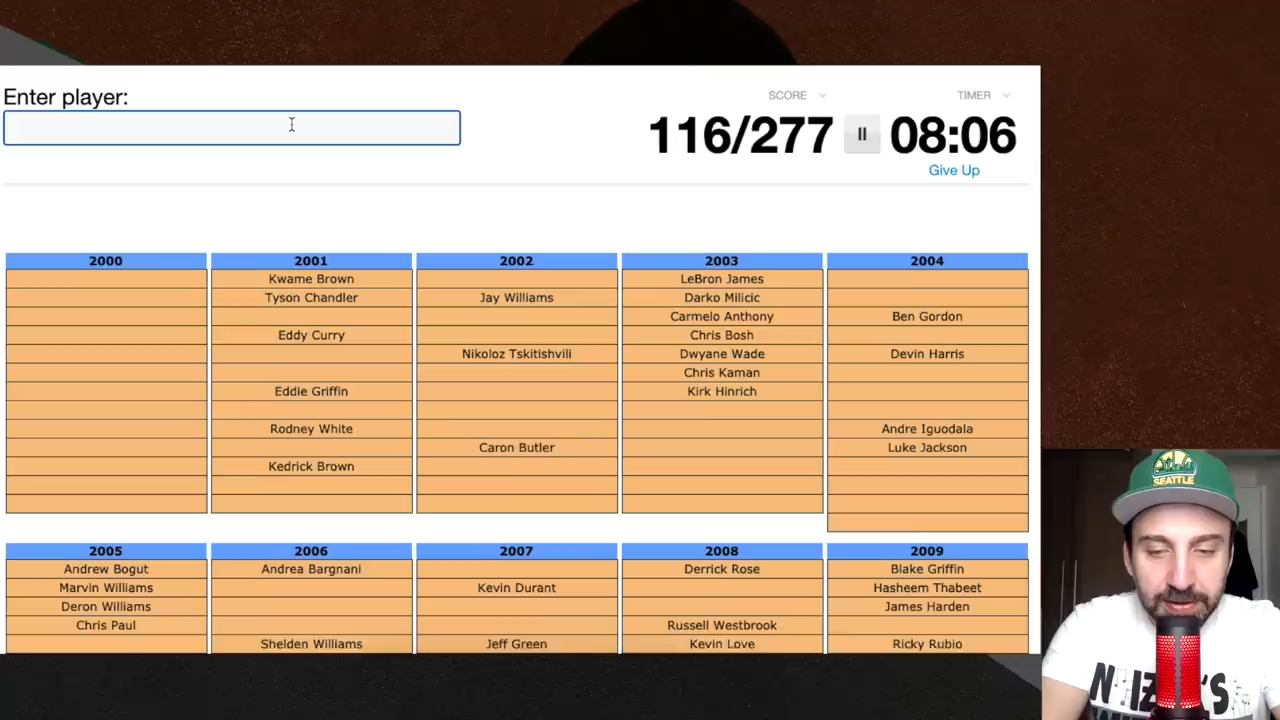 Enter player:
SCORE
TIMER
116/277
08:06
Give Up
2000 2001 2002 2003 2004
Kwame Brown LeBron James
Tyson Chandler Jay Williams Darko Milicic
Carmelo Anthony Ben Gordon
Eddy Curry Chris Bosh
Nikoloz Tskitishvili Dwyane Wade Devin Harris
Chris Kaman
Eddie Griffin Kirk Hinrich
Rodney White Andre Iguodala
Caron Butler Luke Jackson
Kedrick Brown
2005 2006 2007 2008 2009
Andrew Bogut Andrea Bargnani Derrick Rose Blake Griffin
Marvin Williams Kevin Durant Hasheem Thabeet
Deron Williams James Harden
Chris Paul Russell Westbrook
Shelden Williams Jeff Green Kevin Love Ricky Rubio
SEATTLE